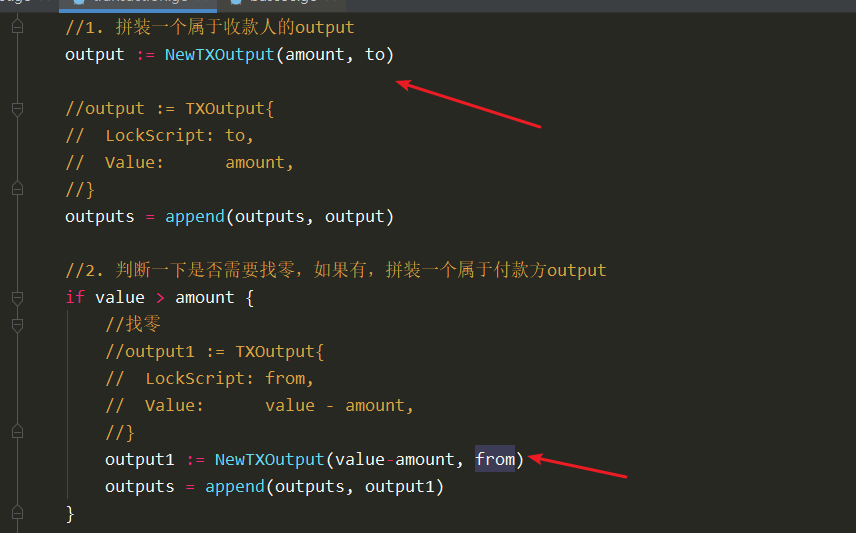 //1. 拼装一个属于收款人的output
output := NewTXOutput(amount, to)
//output := TXOutput{
//  LockScript: to,
//  Value:      amount,
//}
outputs = append(outputs, output)
//2. 判断一下是否需要找零，如果有，拼装一个属于付款方output
if value > amount {
//找零
//output1 := TXOutput{
//  LockScript: from,
//  Value:      value - amount,
//}
output1 := NewTXOutput(value-amount, from)
outputs = append(outputs, output1)
}